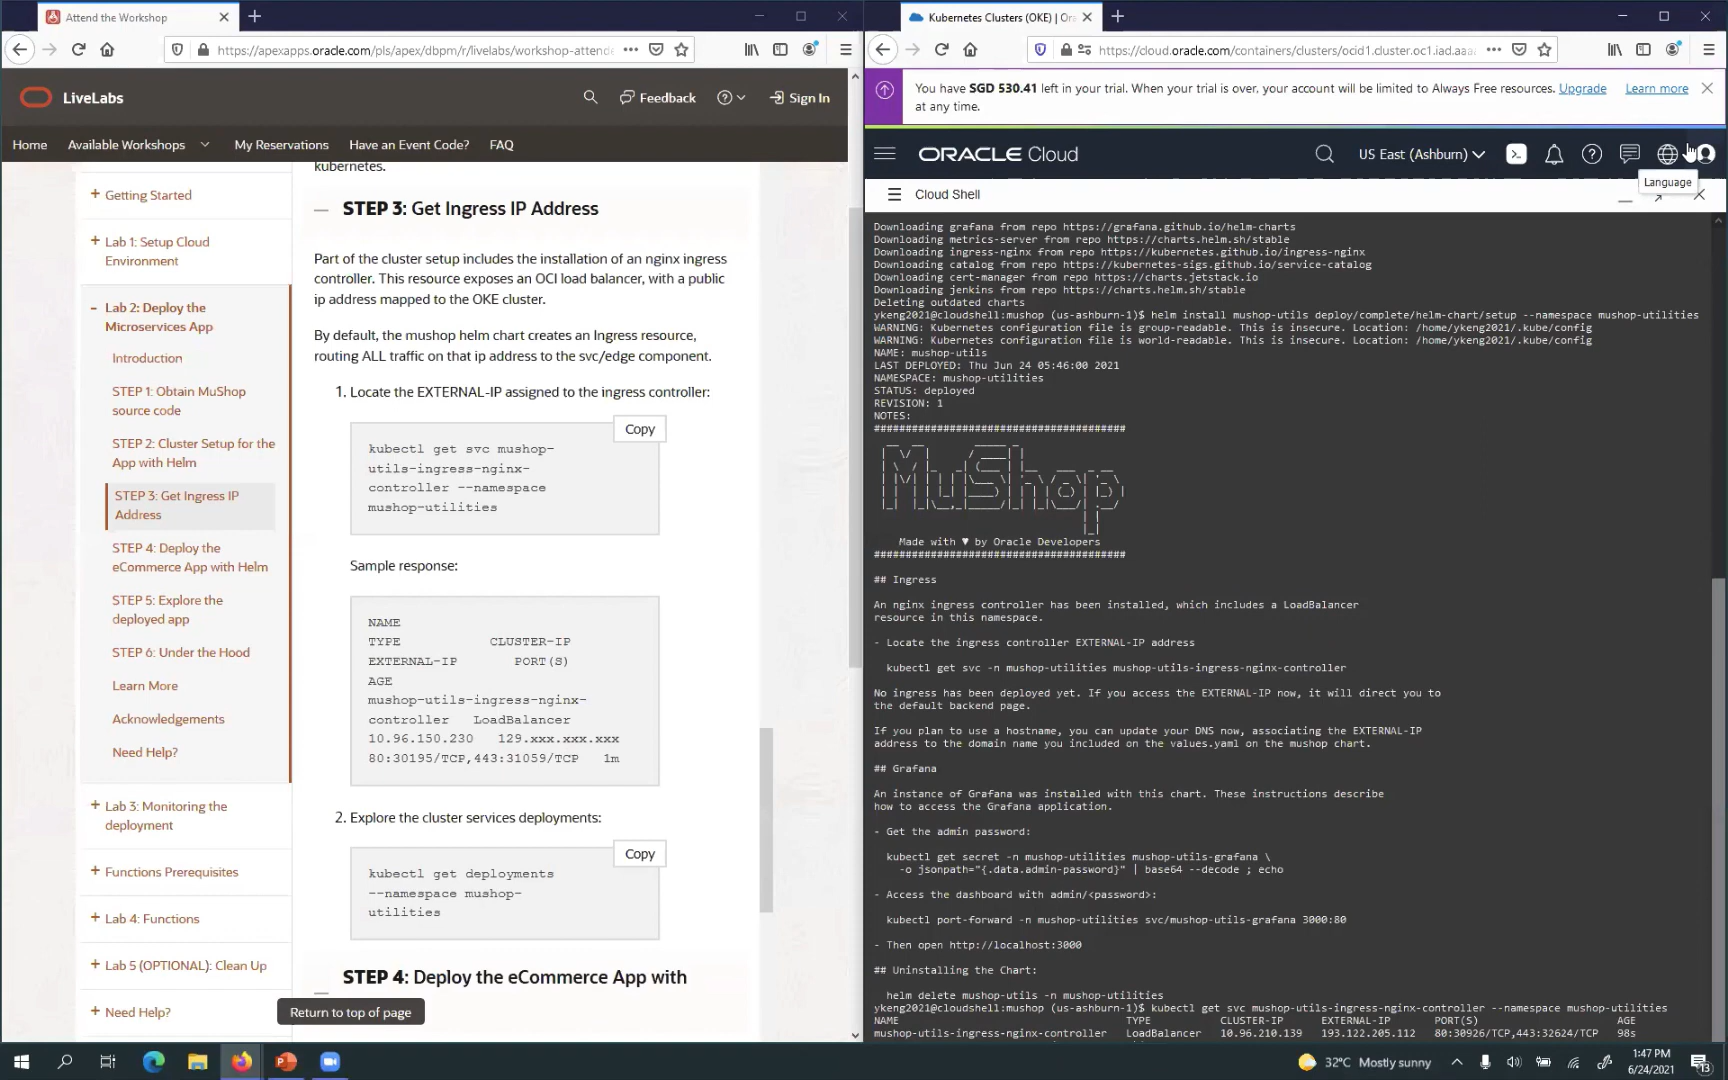 Attend the Workshop
https://apexapps.oracle.com/pls/apex/dbpm/r/livelabs/workshop-attend
LiveLabs
Feedback
Sign In
Home
Available Workshops
My Reservations
Have an Event Code?
FAQ
Getting Started
Lab 1: Setup Cloud
Environment
Lab 2: Deploy the
Microservices App
Introduction
STEP 1: Obtain MuShop
source code
STEP 2: Cluster Setup for the
App with Helm
STEP 3: Get Ingress IP
Address
STEP 4: Deploy the
eCommerce App with Helm
STEP 5: Explore the
deployed app
STEP 6: Under the Hood
Learn More
Acknowledgements
Need Help?
Lab 3: Monitoring the
deployment
Functions Prerequisites
Lab 4: Functions
Lab 5 (OPTIONAL): Clean Up
Need Help?
Return to top of page
kubernetes.
STEP 3: Get Ingress IP Address
Part of the cluster setup includes the installation of an nginx ingress
controller. This resource exposes an OCI load balancer, with a public
ip address mapped to the OKE cluster.
By default, the mushop helm chart creates an Ingress resource,
routing ALL traffic on that ip address to the svc/edge component.
1. Locate the EXTERNAL-IP assigned to the ingress controller:
Copy
kubectl get svc mushop-
utils-ingress-nginx-
controller --namespace
mushop-utilities
Sample response:
NAME
TYPE CLUSTER-IP
EXTERNAL-IP PORT(S)
AGE
mushop-utils-ingress-nginx-
controller LoadBalancer
10.96.150.230 129.xxx.xxx.xxx
80:30195/TCP,443:31059/TCP 1m
2. Explore the cluster services deployments:
Copy
kubectl get deployments
--namespace mushop-
utilities
STEP 4: Deploy the eCommerce App with
Kubernetes Clusters (OKE) | Or
https://cloud.oracle.com/containers/clusters/ocid1.cluster.oc1.iad.aaa
You have SGD 530.41 left in your trial. When your trial is over, your account will be limited to Always Free resources. Upgrade Learn more
at any time.
ORACLE Cloud
US East (Ashburn)
Language
Cloud Shell
Downloading grafana from repo https://grafana.github.io/helm-charts
Downloading metrics-server from repo https://charts.helm.sh/stable
Downloading ingress-nginx from repo https://kubernetes.github.io/ingress-nginx
Downloading catalog from repo https://kubernetes-sigs.github.io/service-catalog
Downloading cert-manager from repo https://charts.jetstack.io
Downloading jenkins from repo https://charts.helm.sh/stable
Deleting outdated charts
ykeng2021@cloudshell:mushop (us-ashburn-1)$ helm install mushop-utils deploy/complete/helm-chart/setup --namespace mushop-utilities
WARNING: Kubernetes configuration file is group-readable. This is insecure. Location: /home/ykeng2021/.kube/config
WARNING: Kubernetes configuration file is world-readable. This is insecure. Location: /home/ykeng2021/.kube/config
NAME: mushop-utils
LAST DEPLOYED: Thu Jun 24 05:46:00 2021
NAMESPACE: mushop-utilities
STATUS: deployed
REVISION: 1
NOTES:
########################################
MuShop
Made with ♥ by Oracle Developers
########################################
## Ingress
An nginx ingress controller has been installed, which includes a LoadBalancer
resource in this namespace.
- Locate the ingress controller EXTERNAL-IP address
kubectl get svc -n mushop-utilities mushop-utils-ingress-nginx-controller
No ingress has been deployed yet. If you access the EXTERNAL-IP now, it will direct you to
the default backend page.
If you plan to use a hostname, you can update your DNS now, associating the EXTERNAL-IP
address to the domain name you included on the values.yaml on the mushop chart.
## Grafana
An instance of Grafana was installed with this chart. These instructions describe
how to access the Grafana application.
- Get the admin password:
kubectl get secret -n mushop-utilities mushop-utils-grafana \
-o jsonpath="{.data.admin-password}" | base64 --decode ; echo
- Access the dashboard with admin/<password>:
kubectl port-forward -n mushop-utilities svc/mushop-utils-grafana 3000:80
- Then open http://localhost:3000
## Uninstalling the Chart:
helm delete mushop-utils -n mushop-utilities
ykeng2021@cloudshell:mushop (us-ashburn-1)$ kubectl get svc mushop-utils-ingress-nginx-controller --namespace mushop-utilities
NAME TYPE CLUSTER-IP EXTERNAL-IP PORT(S) AGE
mushop-utils-ingress-nginx-controller LoadBalancer 10.96.210.139 193.122.205.112 80:30926/TCP,443:32624/TCP 98s
32°C Mostly sunny
1:47 PM
6/24/2021